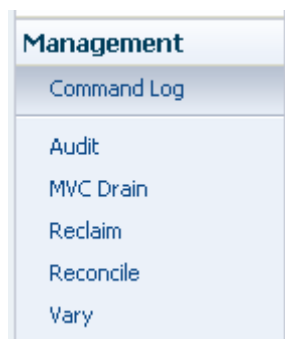 Management
Command Log
Audit
MVC Drain
Reclaim
Reconcile
Vary